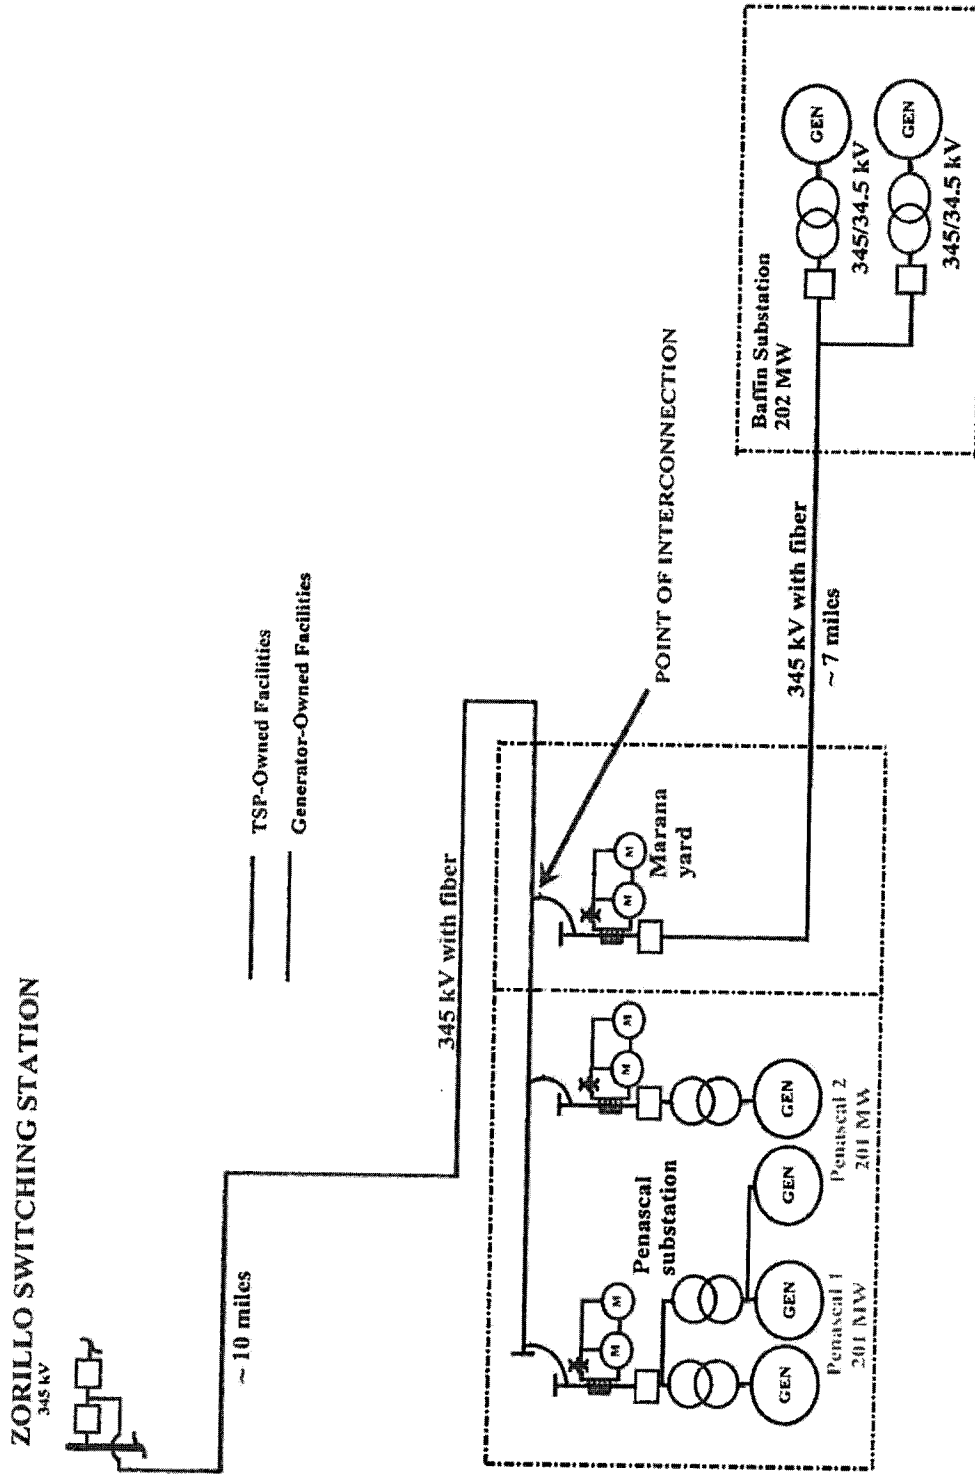 ZORILLO SWITCHING STATION
345 kV
~ 10 miles
TSP-Owned Facilities
Generator-Owned Facilities
345 kV with fiber
POINT OF INTERCONNECTION
M
M
M
M
M
M
Penascal
substation
Marana
yard
GEN
GEN
GEN
GEN
Penascal 1
201 MW
Penascal 2
201 MW
345 kV with fiber
~ 7 miles
Baffin Substation
202 MW
GEN
345/34.5 kV
GEN
345/34.5 kV